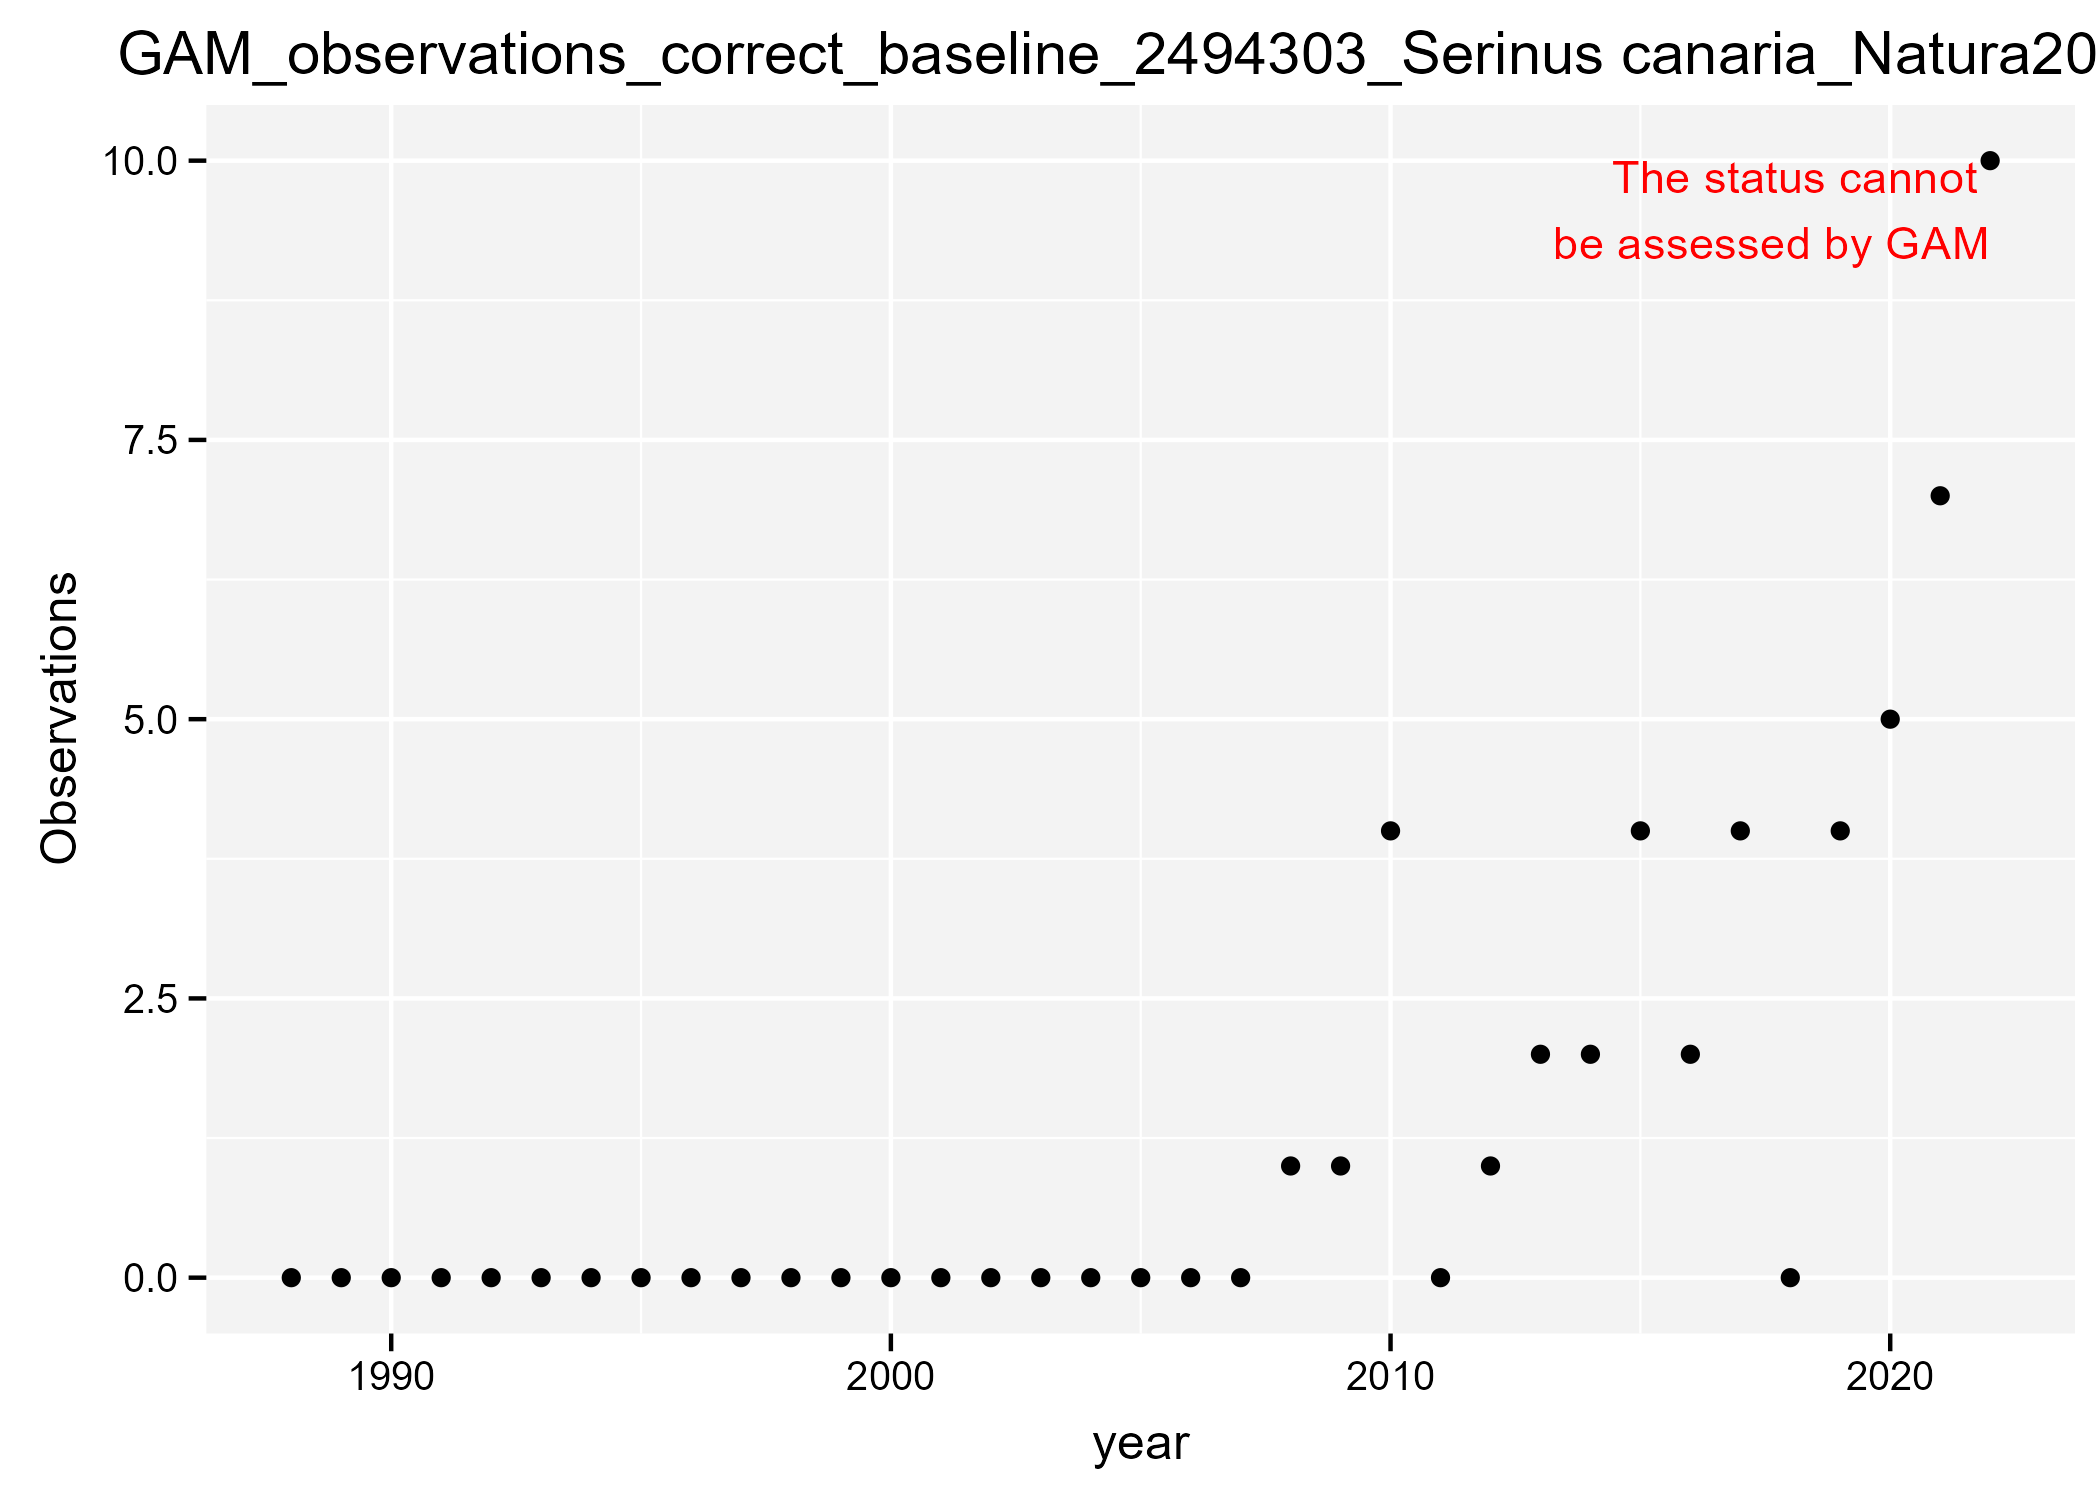 GAM_observations_correct_baseline_2494303_Serinus canaria_Natura20
10.0
The status cannot
be assessed by GAM
7.5
5.0
2.5
0.0
Observations
1990 2000 2010 2020
year